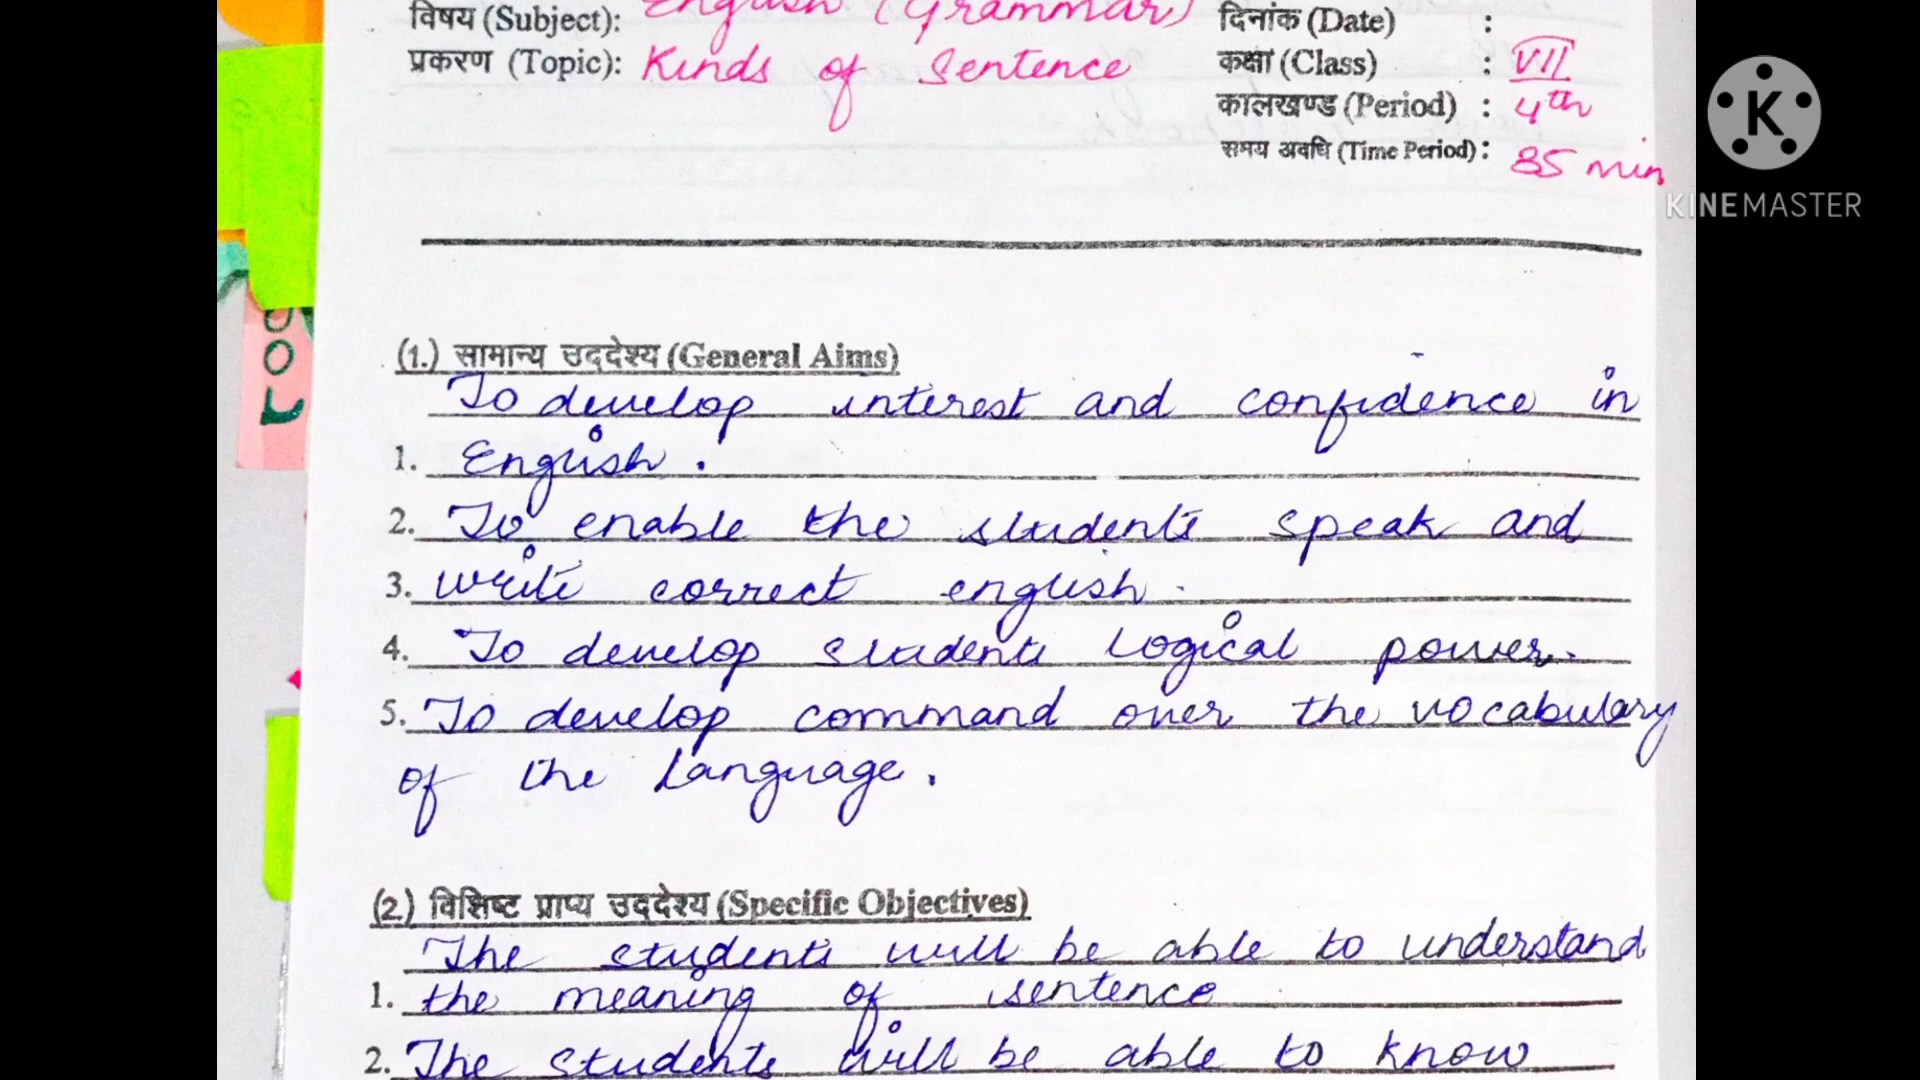 विषय (Subject): English (Grammar)
दिनांक (Date) :
प्रकरण (Topic): Kinds of Sentence
कक्षा (Class) : VII
कालखण्ड (Period) : 4th
समय अवधि (Time Period) : 35 min
KINEMASTER
(1.) सामान्य उद्देश्य (General Aims)
To develop interest and confidence in
1. English.
2. To enable the students speak and
3. write correct english.
4. To develop students logical power.
5. To develop command over the vocabulary
of the language.
(2.) विशिष्ट प्राप्य उद्देश्य (Specific Objectives)
The students will be able to understand
1. the meaning of sentence
2. The students will be able to know